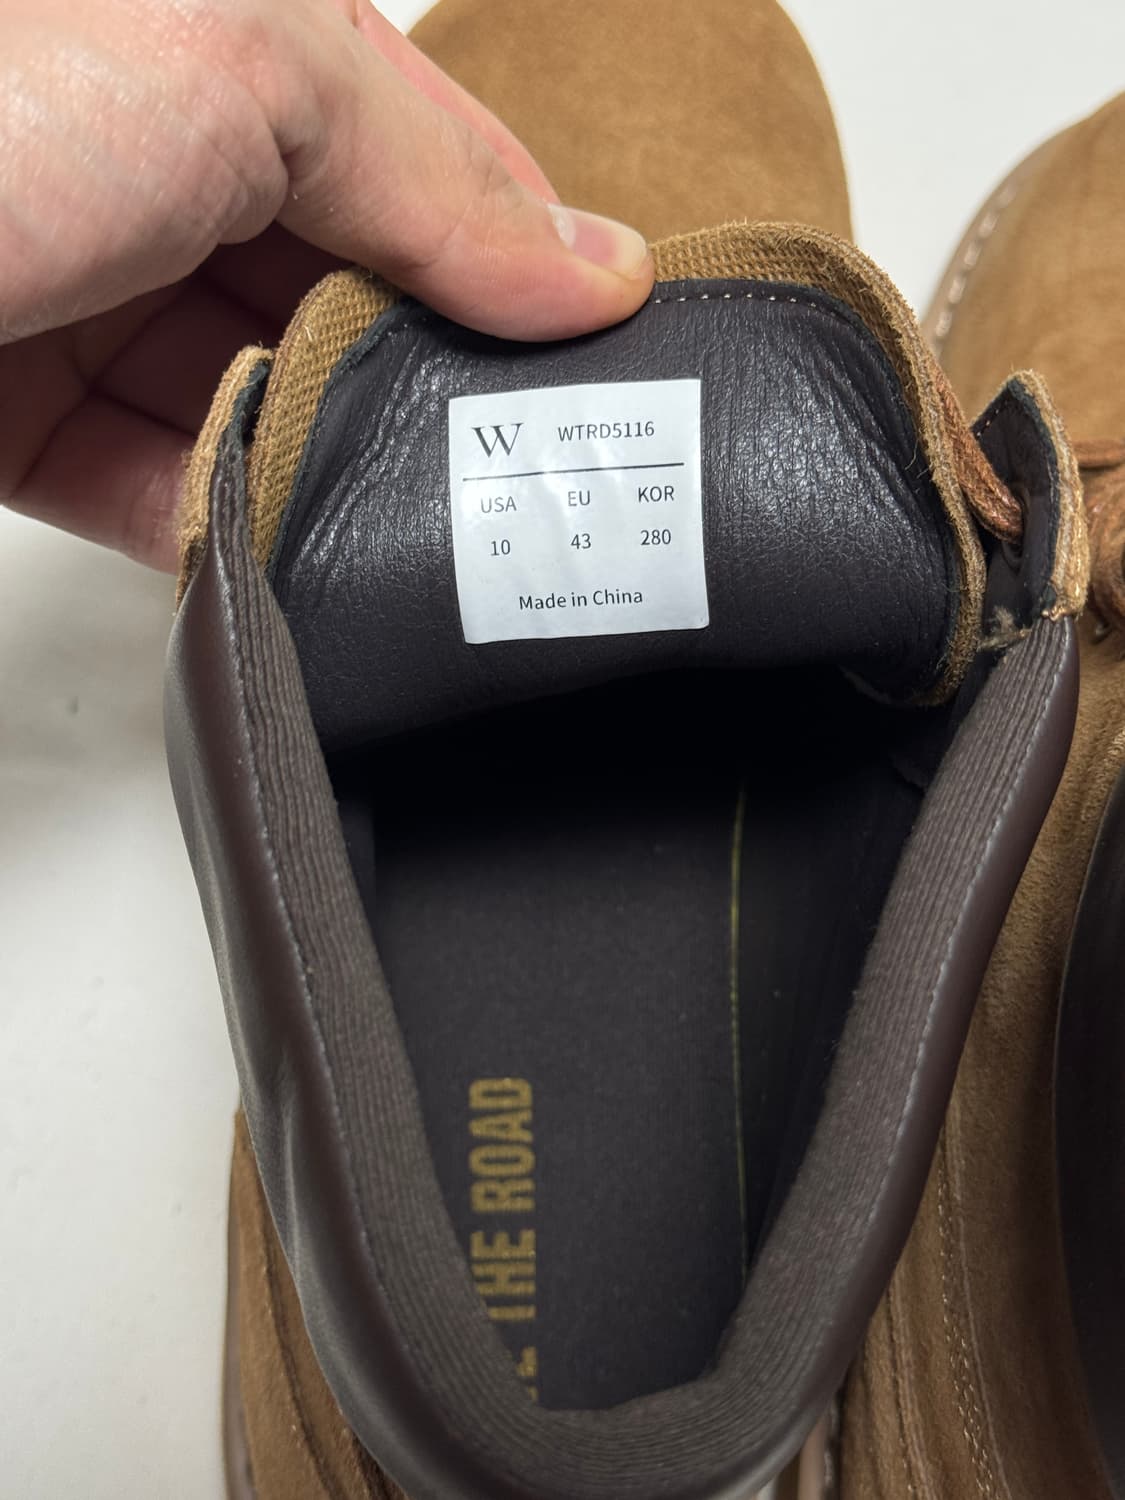 W WTRD5116
USA EU KOR
10 43 280
Made in China
THE ROAD